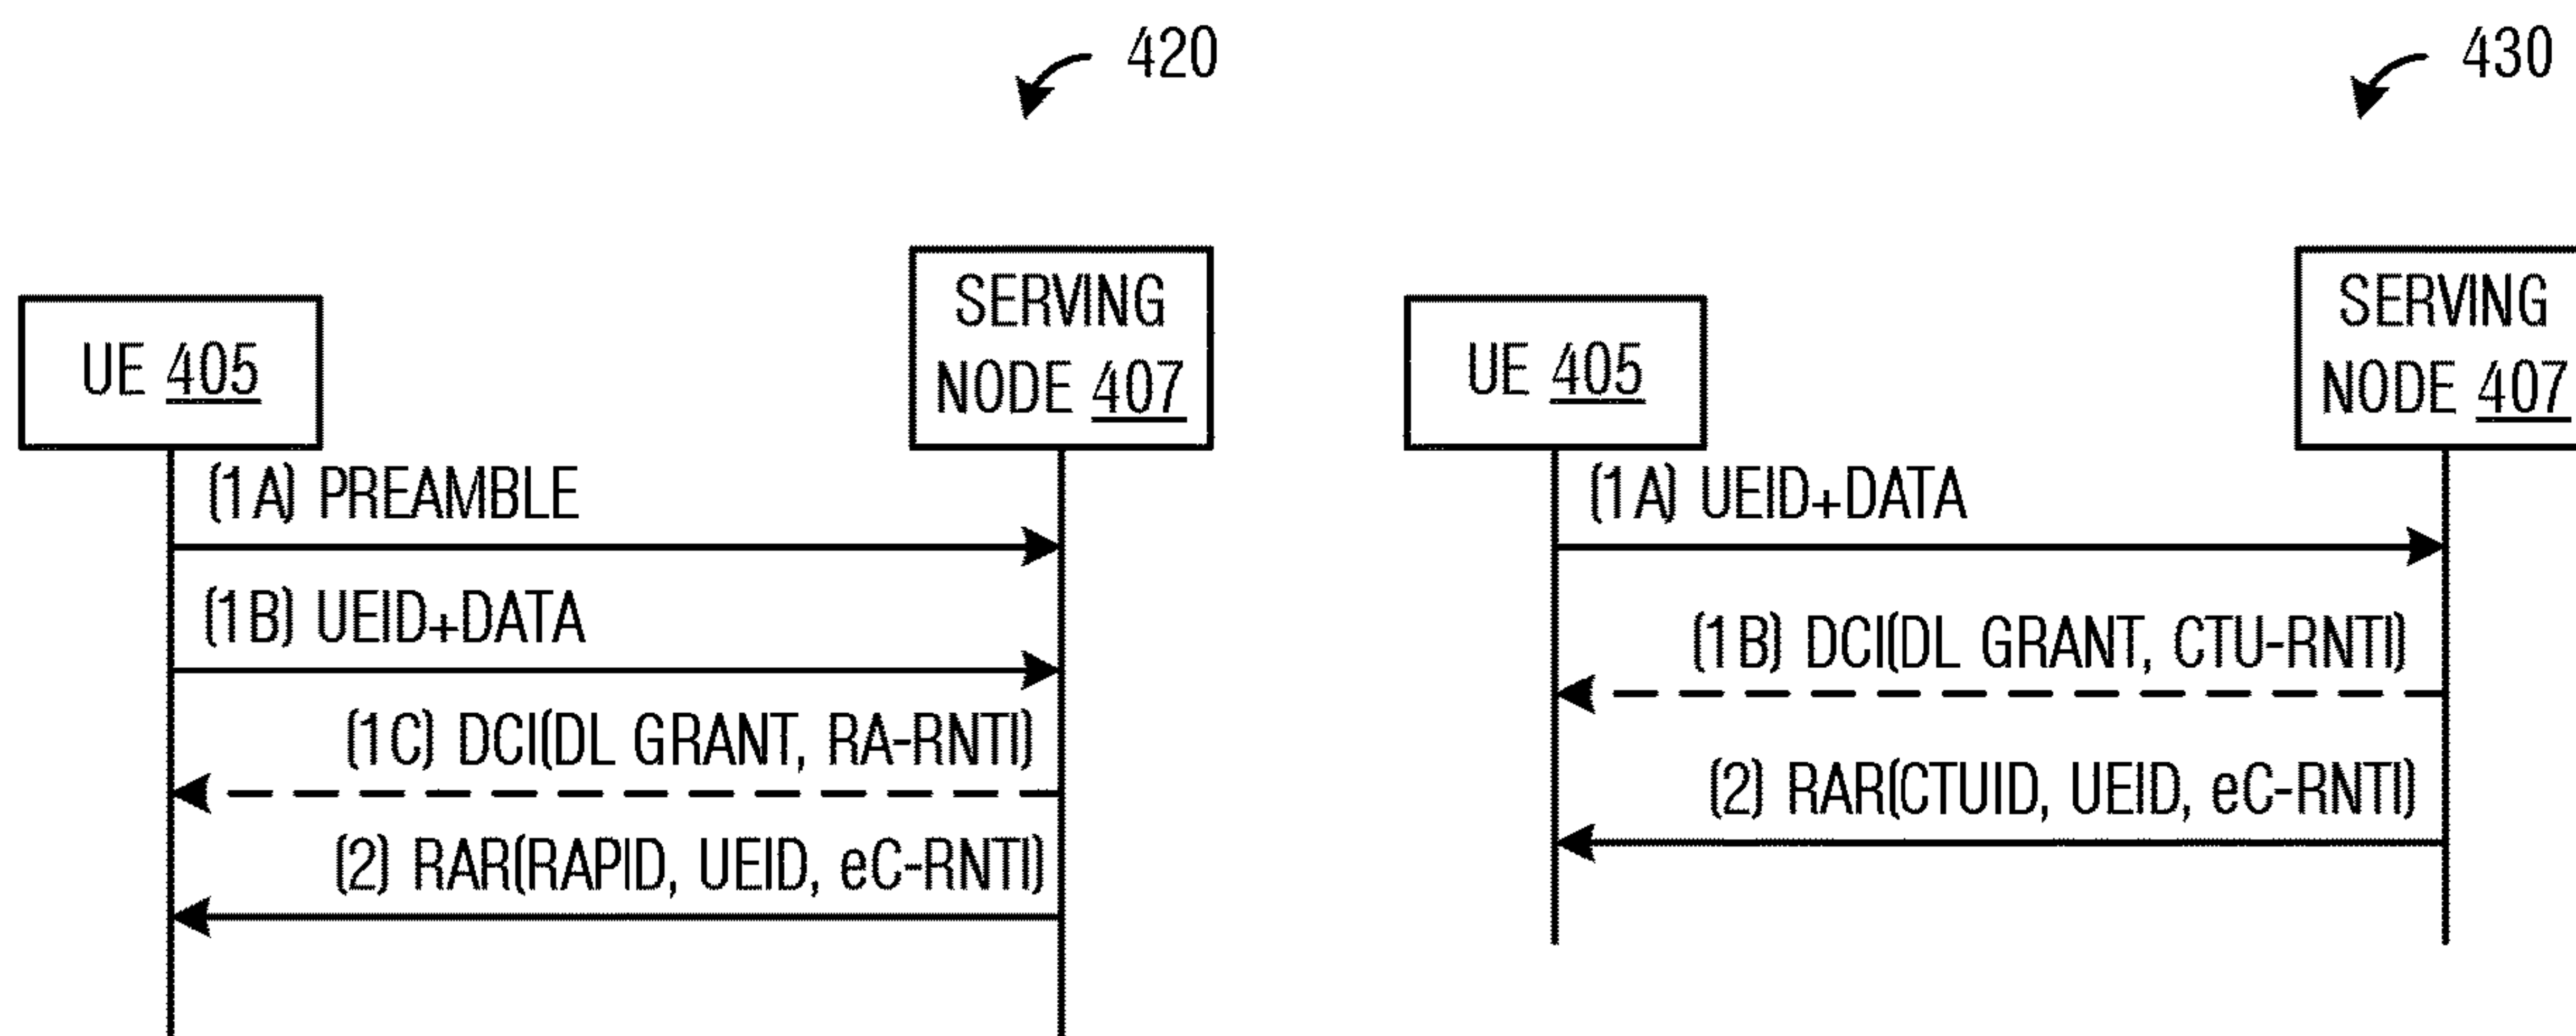 420
UE 405
SERVING
NODE 407
(1A) PREAMBLE
(1B) UEID+DATA
(1C) DCI(DL GRANT, RA-RNTI)
(2) RAR(RAPID, UEID, eC-RNTI)
430
UE 405
SERVING
NODE 407
(1A) UEID+DATA
(1B) DCI(DL GRANT, CTU-RNTI)
(2) RAR(CTUID, UEID, eC-RNTI)